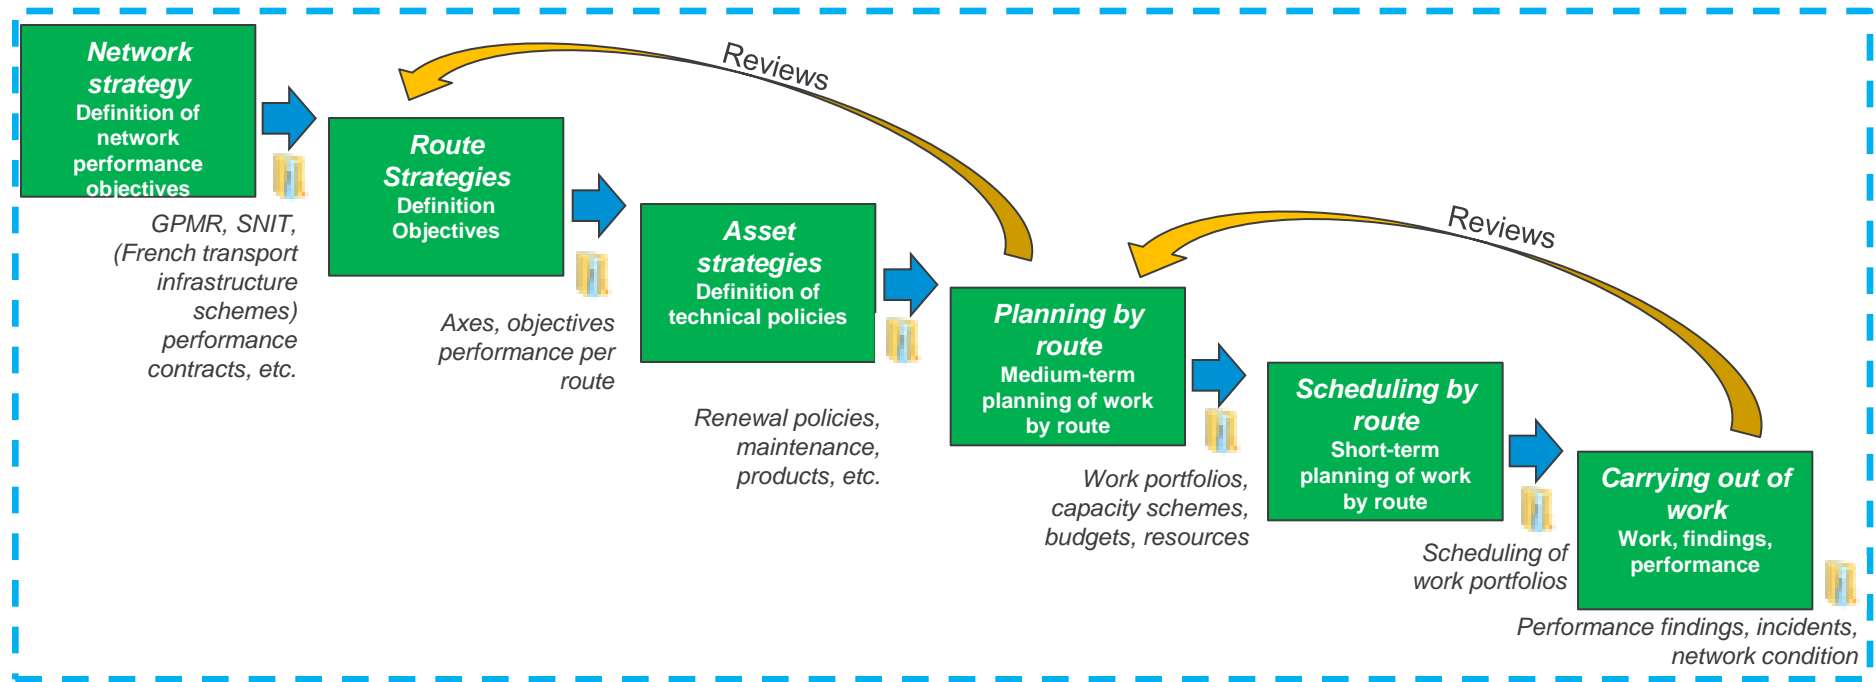 Network
strategy
Definition of
network
performance
objectives
GPMR, SNIT,
(French transport
infrastructure
schemes)
performance
contracts, etc.
Route
Strategies
Definition
Objectives
Axes, objectives
performance per
route
Reviews
Asset
strategies
Definition of
technical policies
Renewal policies,
maintenance,
products, etc.
Planning by
route
Medium-term
planning of work
by route
Work portfolios,
capacity schemes,
budgets, resources
Reviews
Scheduling by
route
Short-term
planning of work
by route
Scheduling of
work portfolios
Carrying out of
work
Work, findings,
performance
Performance findings, incidents,
network condition